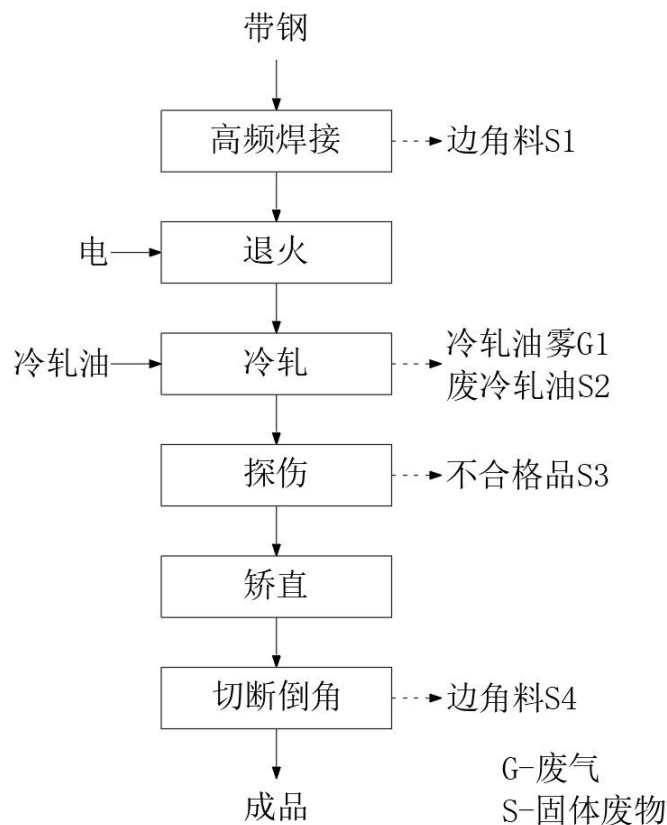 带钢
高频焊接
边角料S1
电
退火
冷轧油
冷轧
冷轧油雾G1
废冷轧油S2
探伤
不合格品S3
矫直
切断倒角
边角料S4
成品
G-废气
S-固体废物